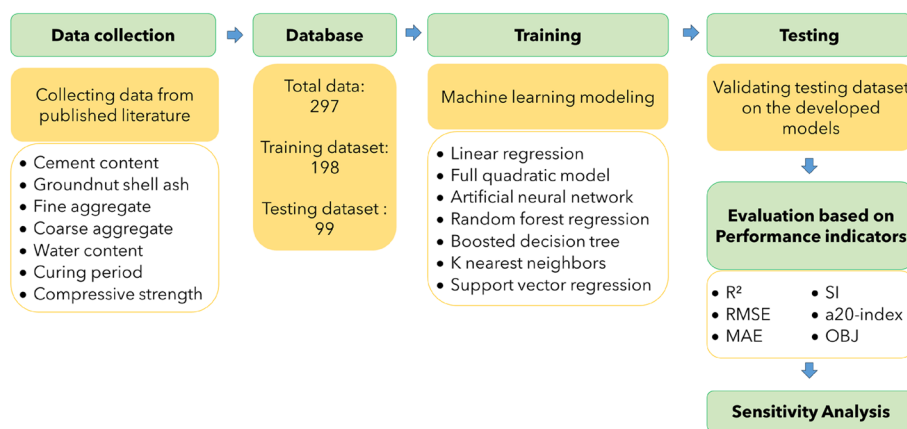 Data collection
Collecting data from
published literature
• Cement content
• Groundnut shell ash
• Fine aggregate
• Coarse aggregate
• Water content
• Curing period
• Compressive strength
Database
Total data:
297
Training dataset:
198
Testing dataset :
99
Training
Machine learning modeling
• Linear regression
• Full quadratic model
• Artificial neural network
• Random forest regression
• Boosted decision tree
• K nearest neighbors
• Support vector regression
Testing
Validating testing dataset
on the developed
models
Evaluation based on
Performance indicators
• R²
• RMSE
• MAE
• SI
• a20-index
• OBJ
Sensitivity Analysis